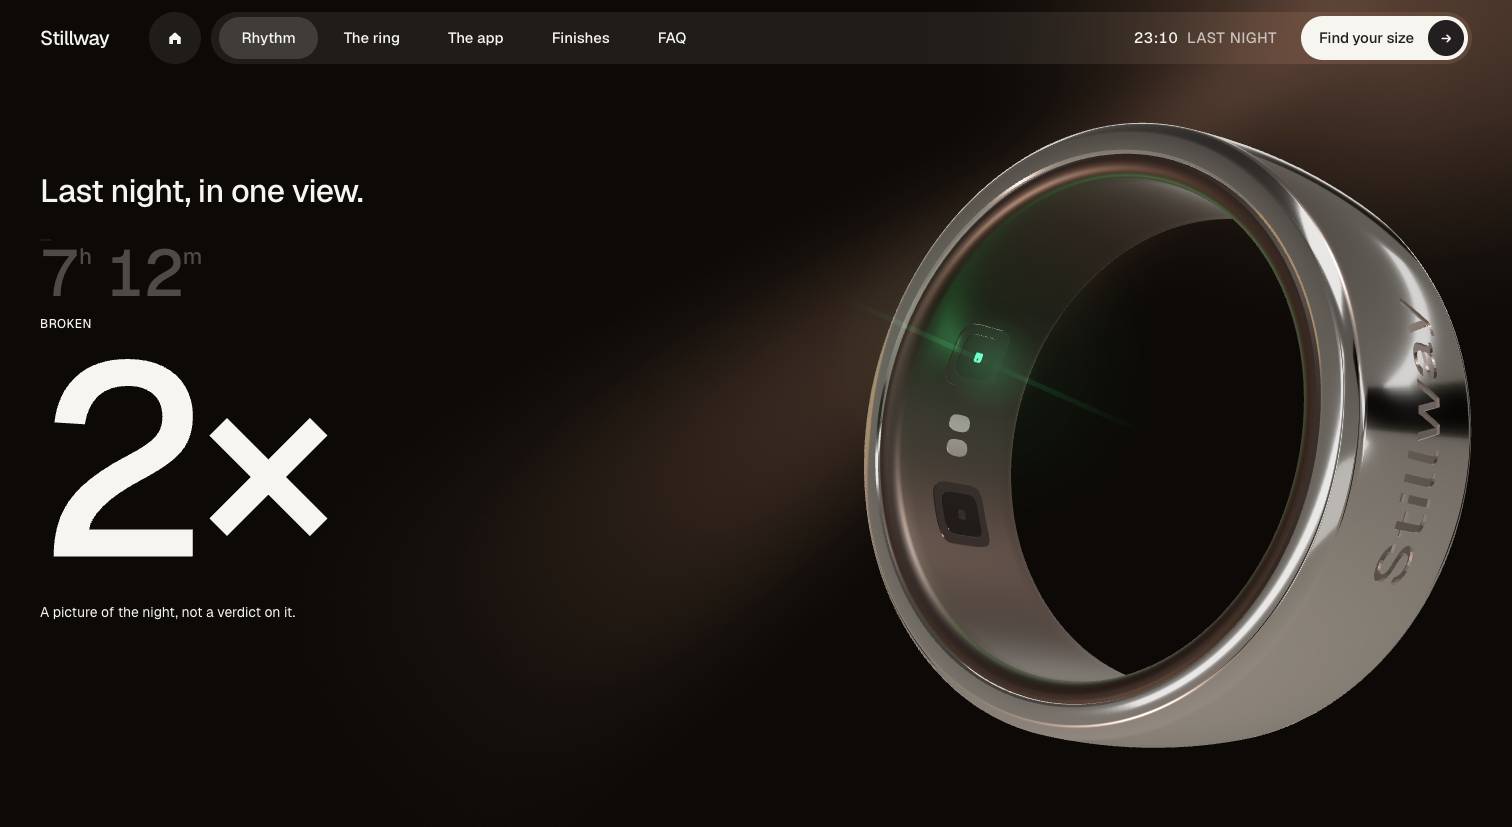 Stillway
Rhythm
The ring
The app
Finishes
FAQ
23:10 LAST NIGHT
Find your size
Last night, in one view.
7h 12m
BROKEN
2×
A picture of the night, not a verdict on it.
Stillway